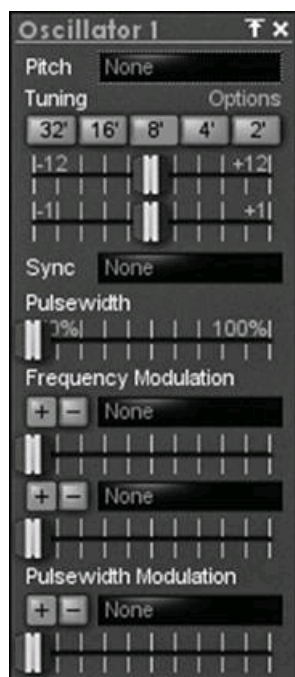 Oscillator 1
Pitch None
Tuning Options
32' 16' 8' 4' 2'
-12 +12
-1 +1
Sync None
Pulsewidth
0% 100%
Frequency Modulation
+ - None
+ - None
Pulsewidth Modulation
+ - None